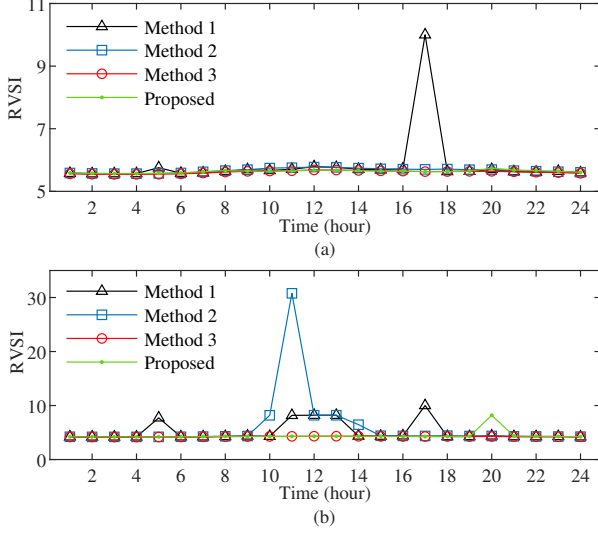 11
9
7
5
RVSI
Method 1
Method 2
Method 3
Proposed
2 4 6 8 10 12 14 16 18 20 22 24
Time (hour)
(a)
30
20
10
0
RVSI
Method 1
Method 2
Method 3
Proposed
2 4 6 8 10 12 14 16 18 20 22 24
Time (hour)
(b)